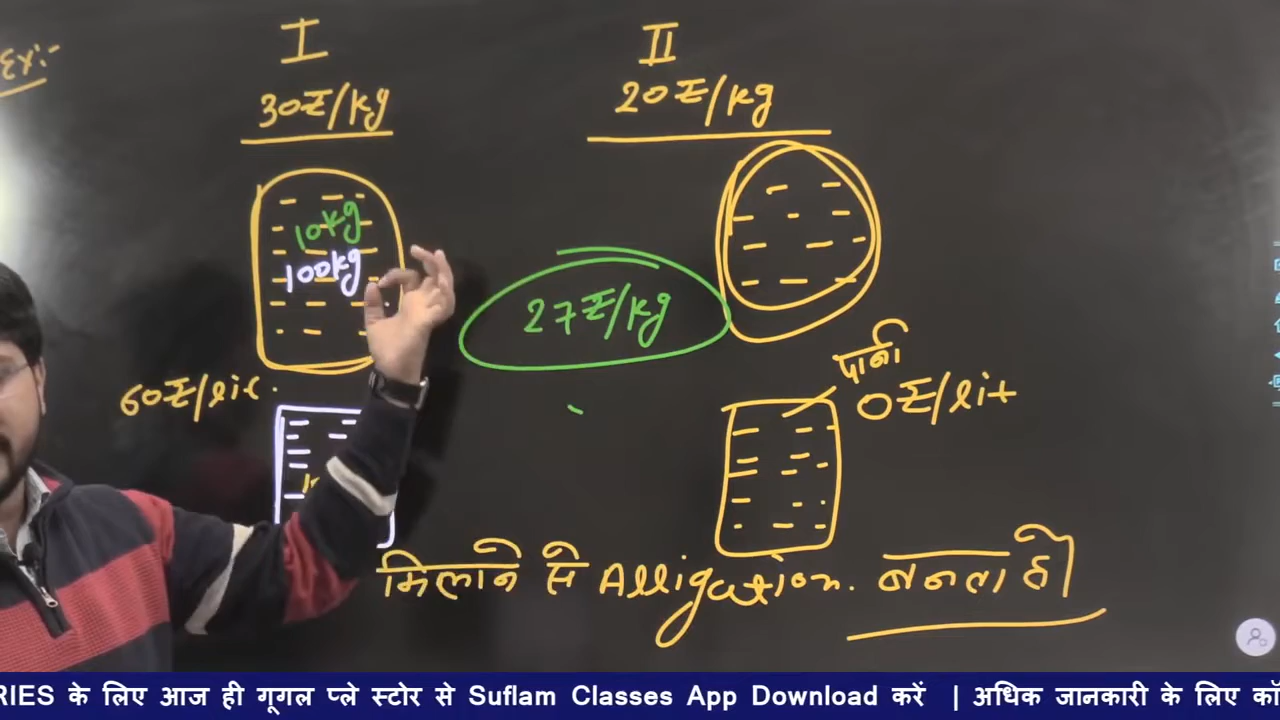 Ex:-
I
II
30₹/kg
20₹/kg
10kg
100kg
27₹/kg
60₹/lit.
पानी
0₹/lit
मिलाने से Alligation. बनता है
RIES के लिए आज ही गूगल प्ले स्टोर से Suflam Classes App Download करें | अधिक जानकारी के लिए कॉ